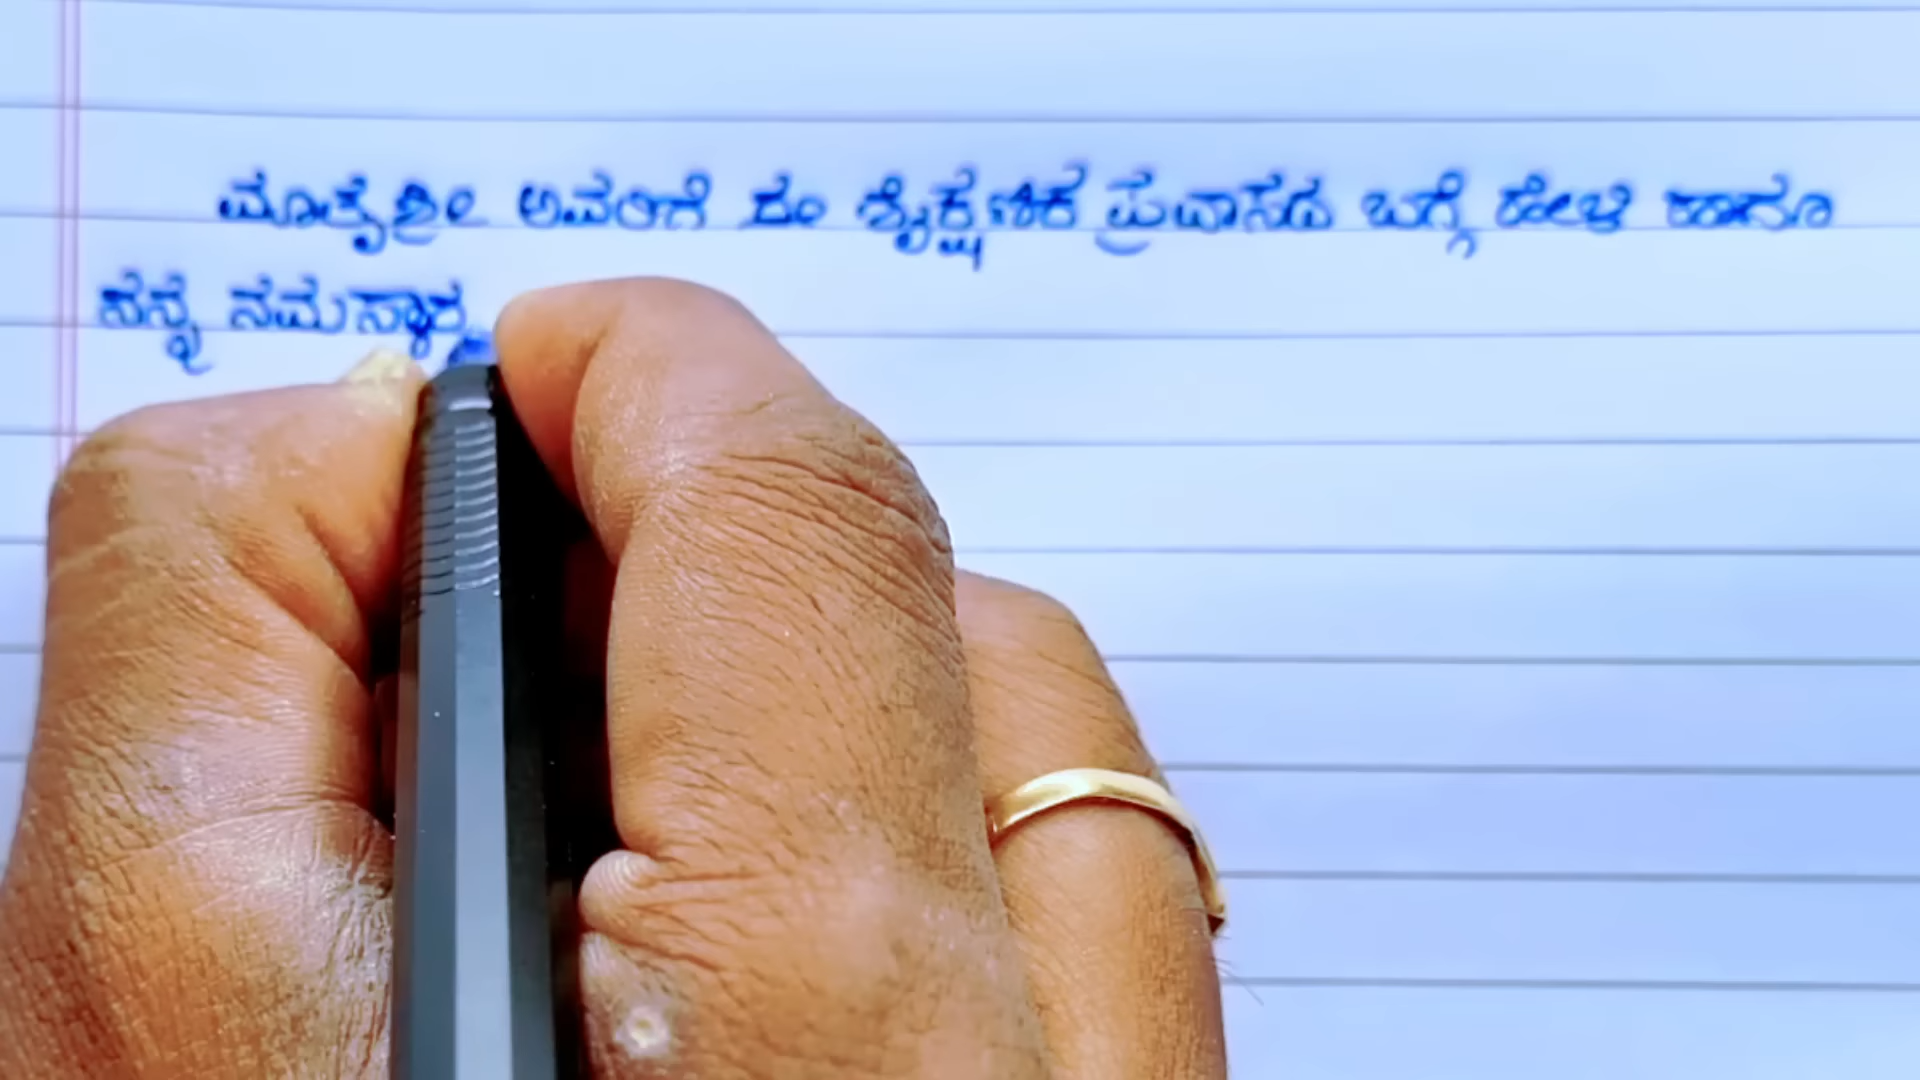 ಮಾತೃಶ್ರೀ ಅವರಿಗೆ ಈ ಶೈಕ್ಷಣಿಕ ಪ್ರವಾಸದ ಬಗ್ಗೆ ಹೇಳಿ ಹಾಗೂ
ನನ್ನ ನಮಸ್ಕಾರ